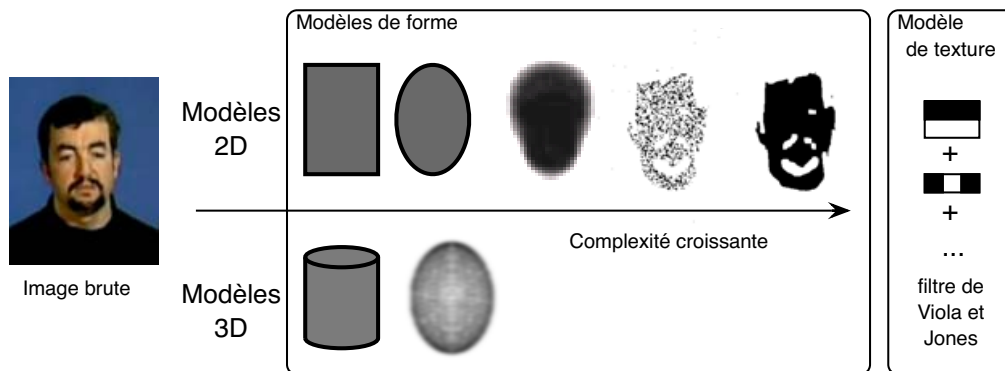 Modèles de forme
Modèle
de texture
Modèles
2D
+
+
Complexité croissante
...
Image brute
Modèles
3D
filtre de
Viola et
Jones